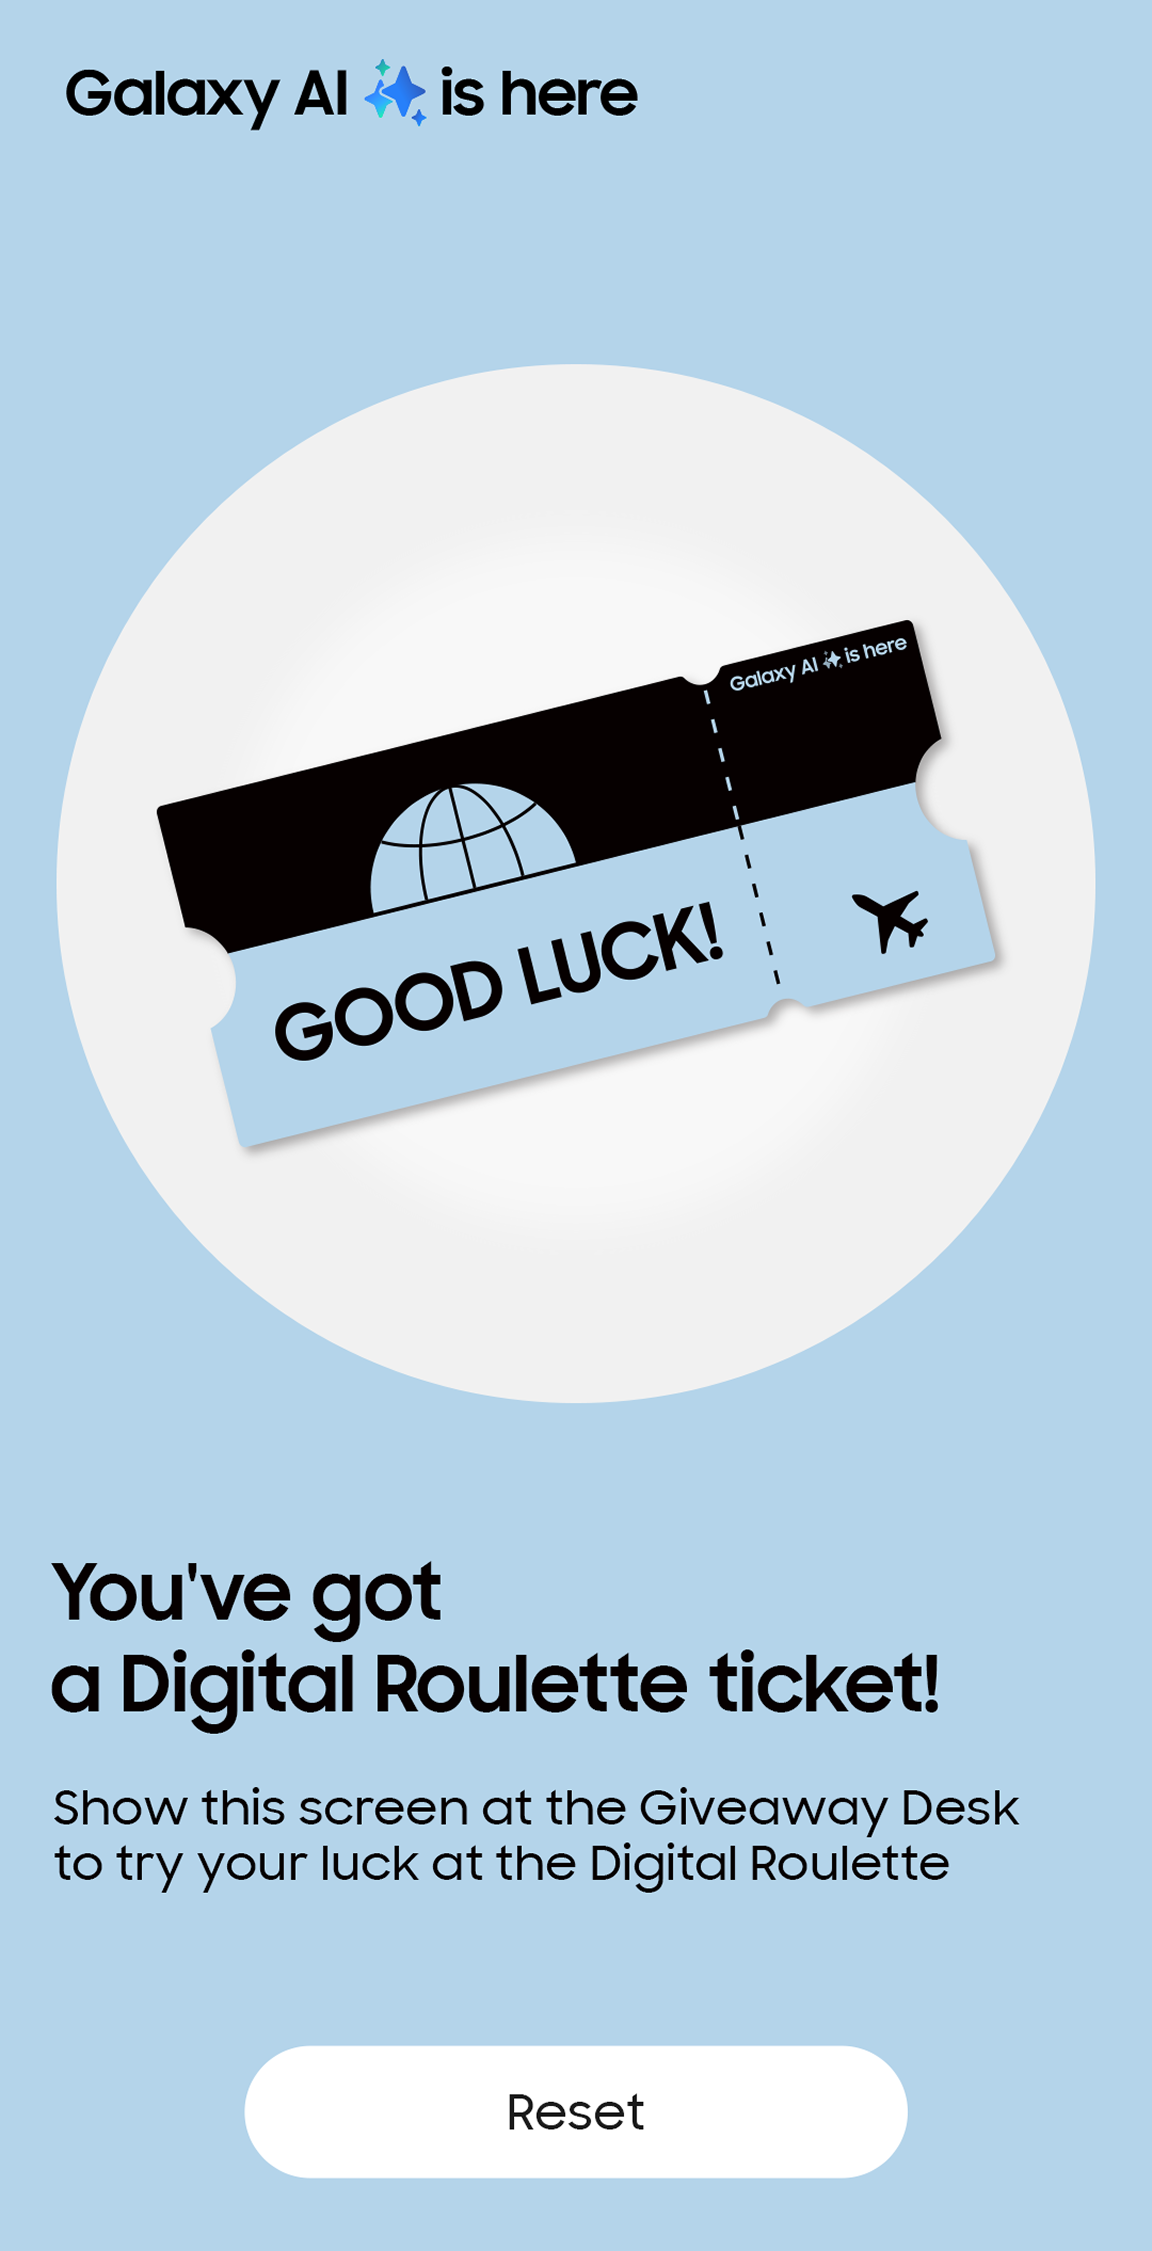 Galaxy AI is here
Galaxy AI is here
GOOD LUCK!
You've got
a Digital Roulette ticket!
Show this screen at the Giveaway Desk
to try your luck at the Digital Roulette
Reset